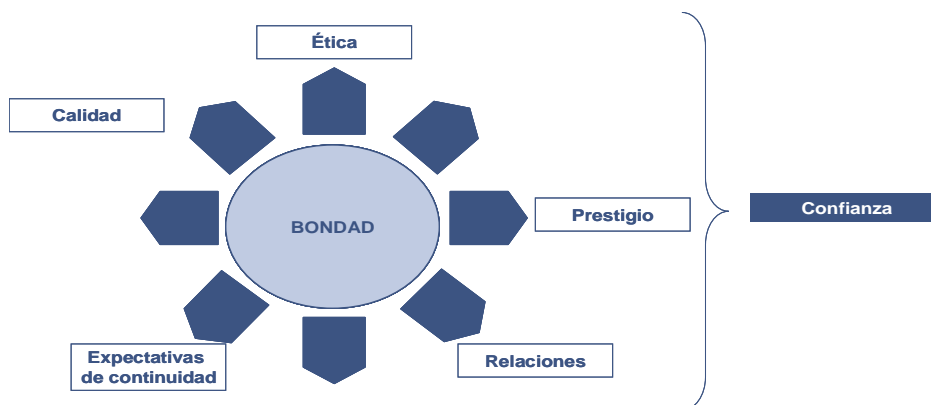 Ética
Calidad
BONDAD
Prestigio
Confianza
Expectativas
de continuidad
Relaciones